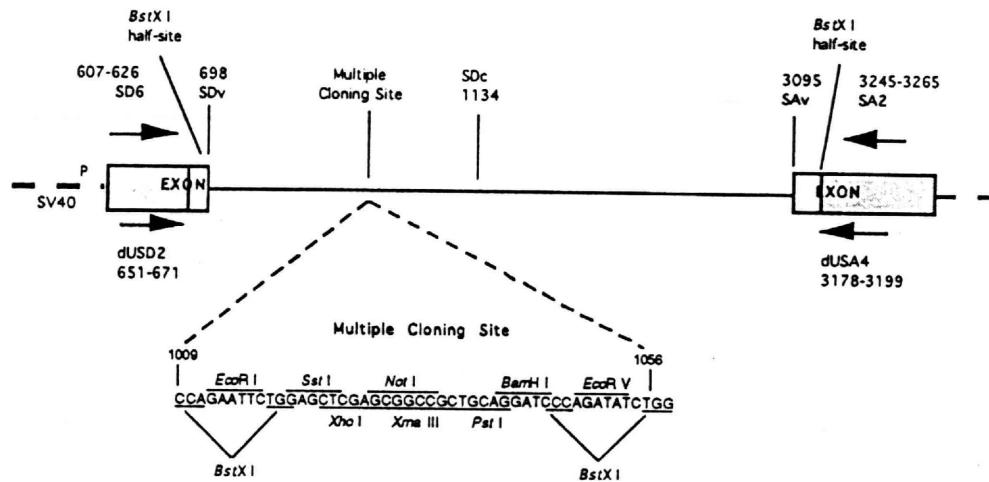 BstX I
half-site
BstX I
half-site
607-626
SD6
698
SDv
Multiple
Cloning Site
SDc
1134
3095
SAv
3245-3265
SA2
P
SV40
EXON
EXON
dUSD2
651-671
dUSA4
3178-3199
Multiple Cloning Site
1009
1056
EcoR I
Sst I
Not I
BamH I
EcoR V
CCAGAATTCTGGAGCTCGAGCGGCCGCTGCAGGATCCCCAGATATCTGG
Xho I
Xma III
Pst I
BstX I
BstX I